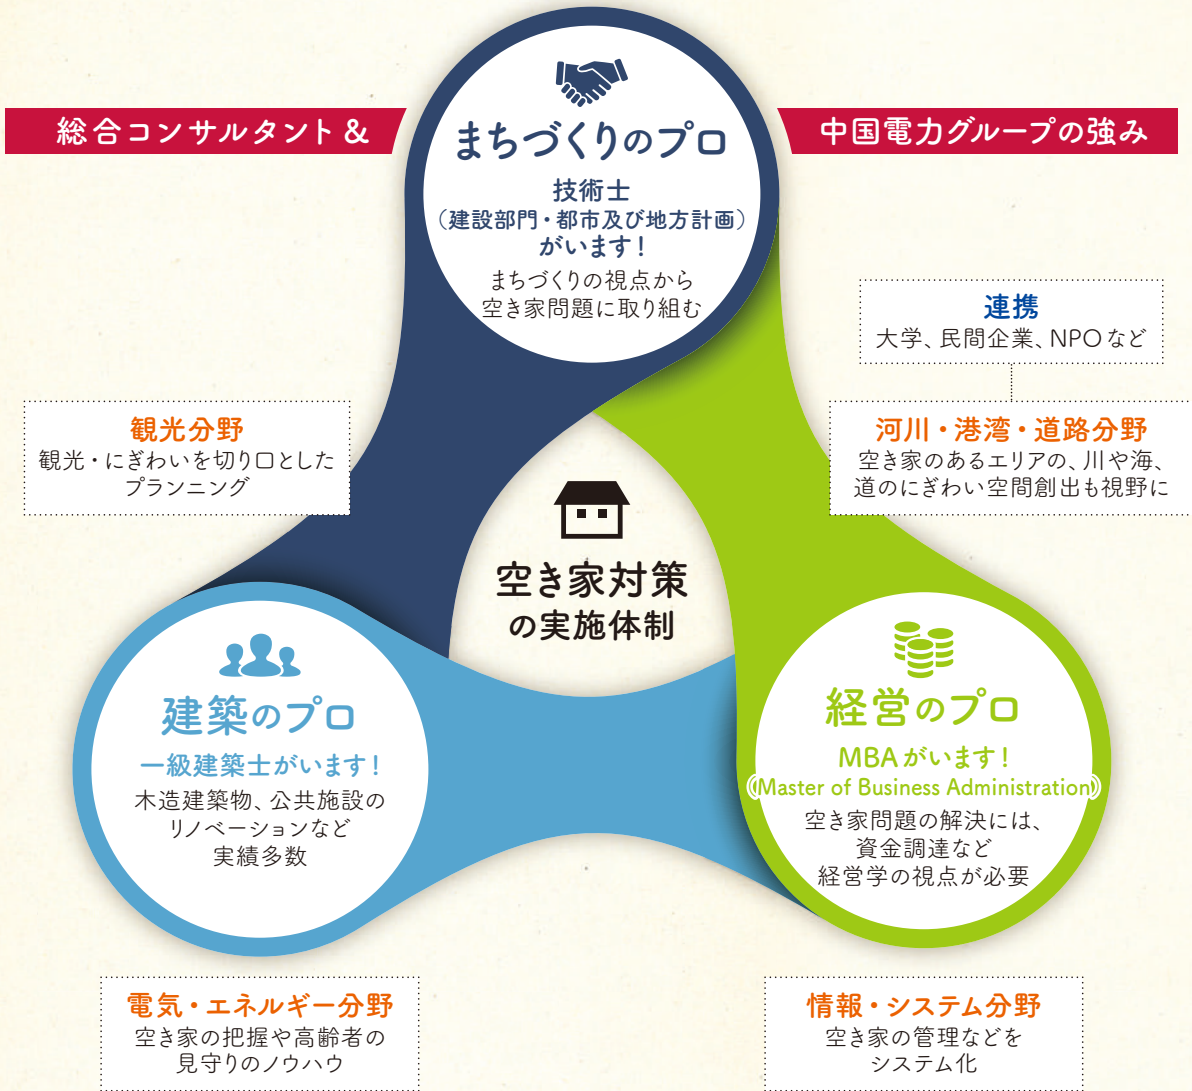 総合コンサルタント &
中国電力グループの強み
まちづくりのプロ
技術士
（建設部門・都市及び地方計画）
がいます！
まちづくりの視点から
空き家問題に取り組む
連携
大学、民間企業、NPOなど
観光分野
観光・にぎわいを切り口とした
プランニング
河川・港湾・道路分野
空き家のあるエリアの、川や海、
道のにぎわい空間創出も視野に
空き家対策
の実施体制
建築のプロ
一級建築士がいます！
木造建築物、公共施設の
リノベーションなど
実績多数
経営のプロ
MBAがいます！
(Master of Business Administration)
空き家問題の解決には、
資金調達など
経営学の視点が必要
電気・エネルギー分野
空き家の把握や高齢者の
見守りのノウハウ
情報・システム分野
空き家の管理などを
システム化